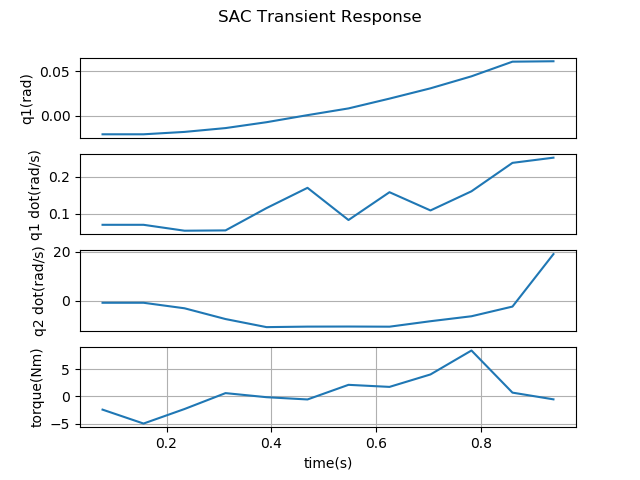 SAC Transient Response
q1(rad)
0.05
0.00
q1 dot(rad/s)
0.2
0.1
q2 dot(rad/s)
20
0
torque(Nm)
5
0
−5
0.2 0.4 0.6 0.8
time(s)